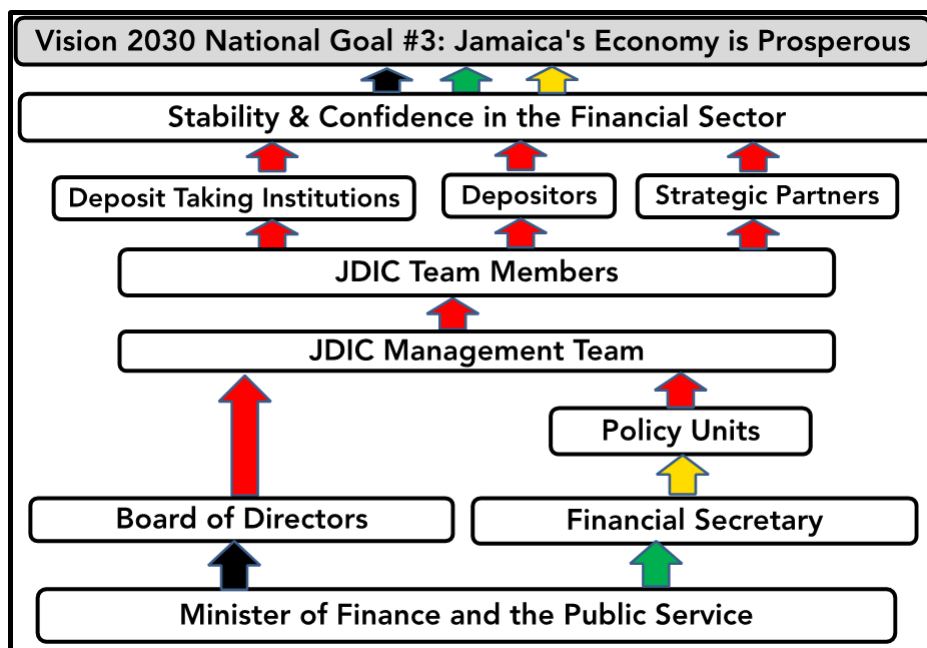 Vision 2030 National Goal #3: Jamaica's Economy is Prosperous
Stability & Confidence in the Financial Sector
Deposit Taking Institutions
Depositors
Strategic Partners
JDIC Team Members
JDIC Management Team
Policy Units
Board of Directors
Financial Secretary
Minister of Finance and the Public Service